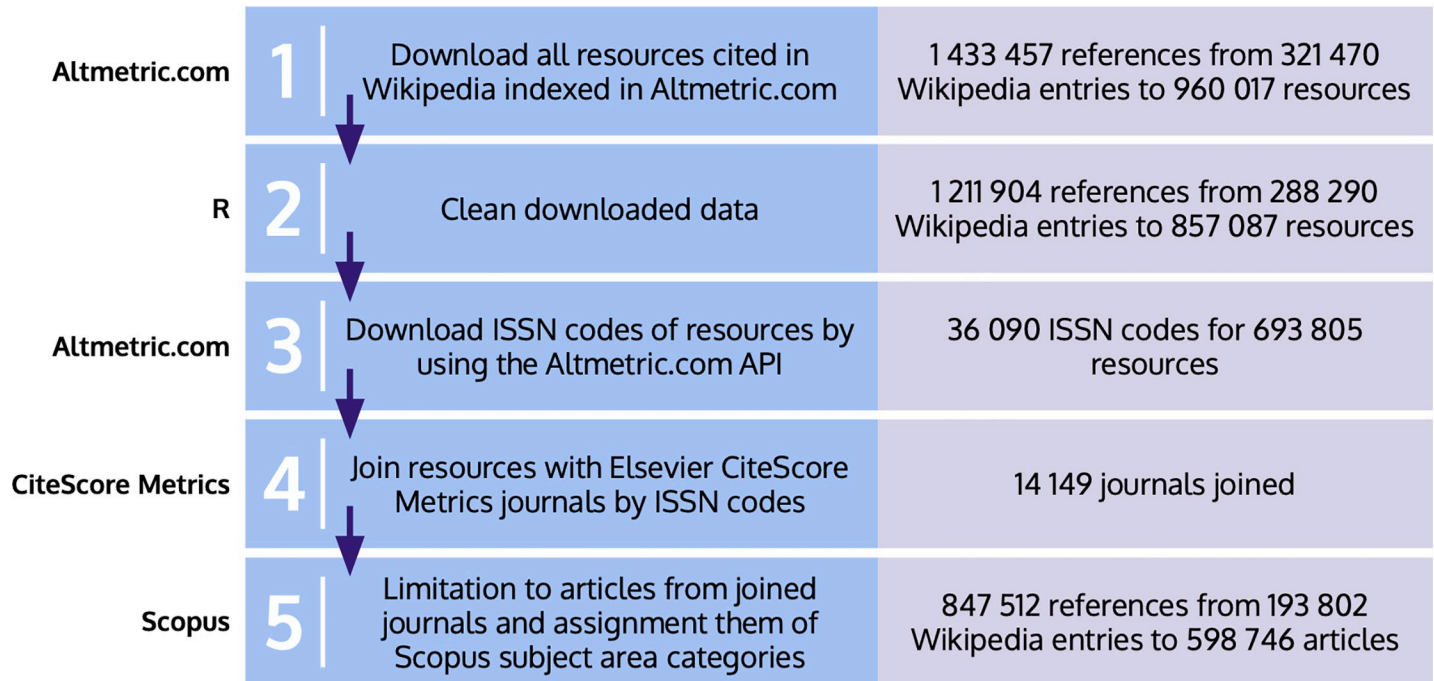 Altmetric.com
1
Download all resources cited in
Wikipedia indexed in Altmetric.com
1 433 457 references from 321 470
Wikipedia entries to 960 017 resources
R
2
Clean downloaded data
1 211 904 references from 288 290
Wikipedia entries to 857 087 resources
Altmetric.com
3
Download ISSN codes of resources by
using the Altmetric.com API
36 090 ISSN codes for 693 805
resources
CiteScore Metrics
4
Join resources with Elsevier CiteScore
Metrics journals by ISSN codes
14 149 journals joined
Scopus
5
Limitation to articles from joined
journals and assignment them of
Scopus subject area categories
847 512 references from 193 802
Wikipedia entries to 598 746 articles